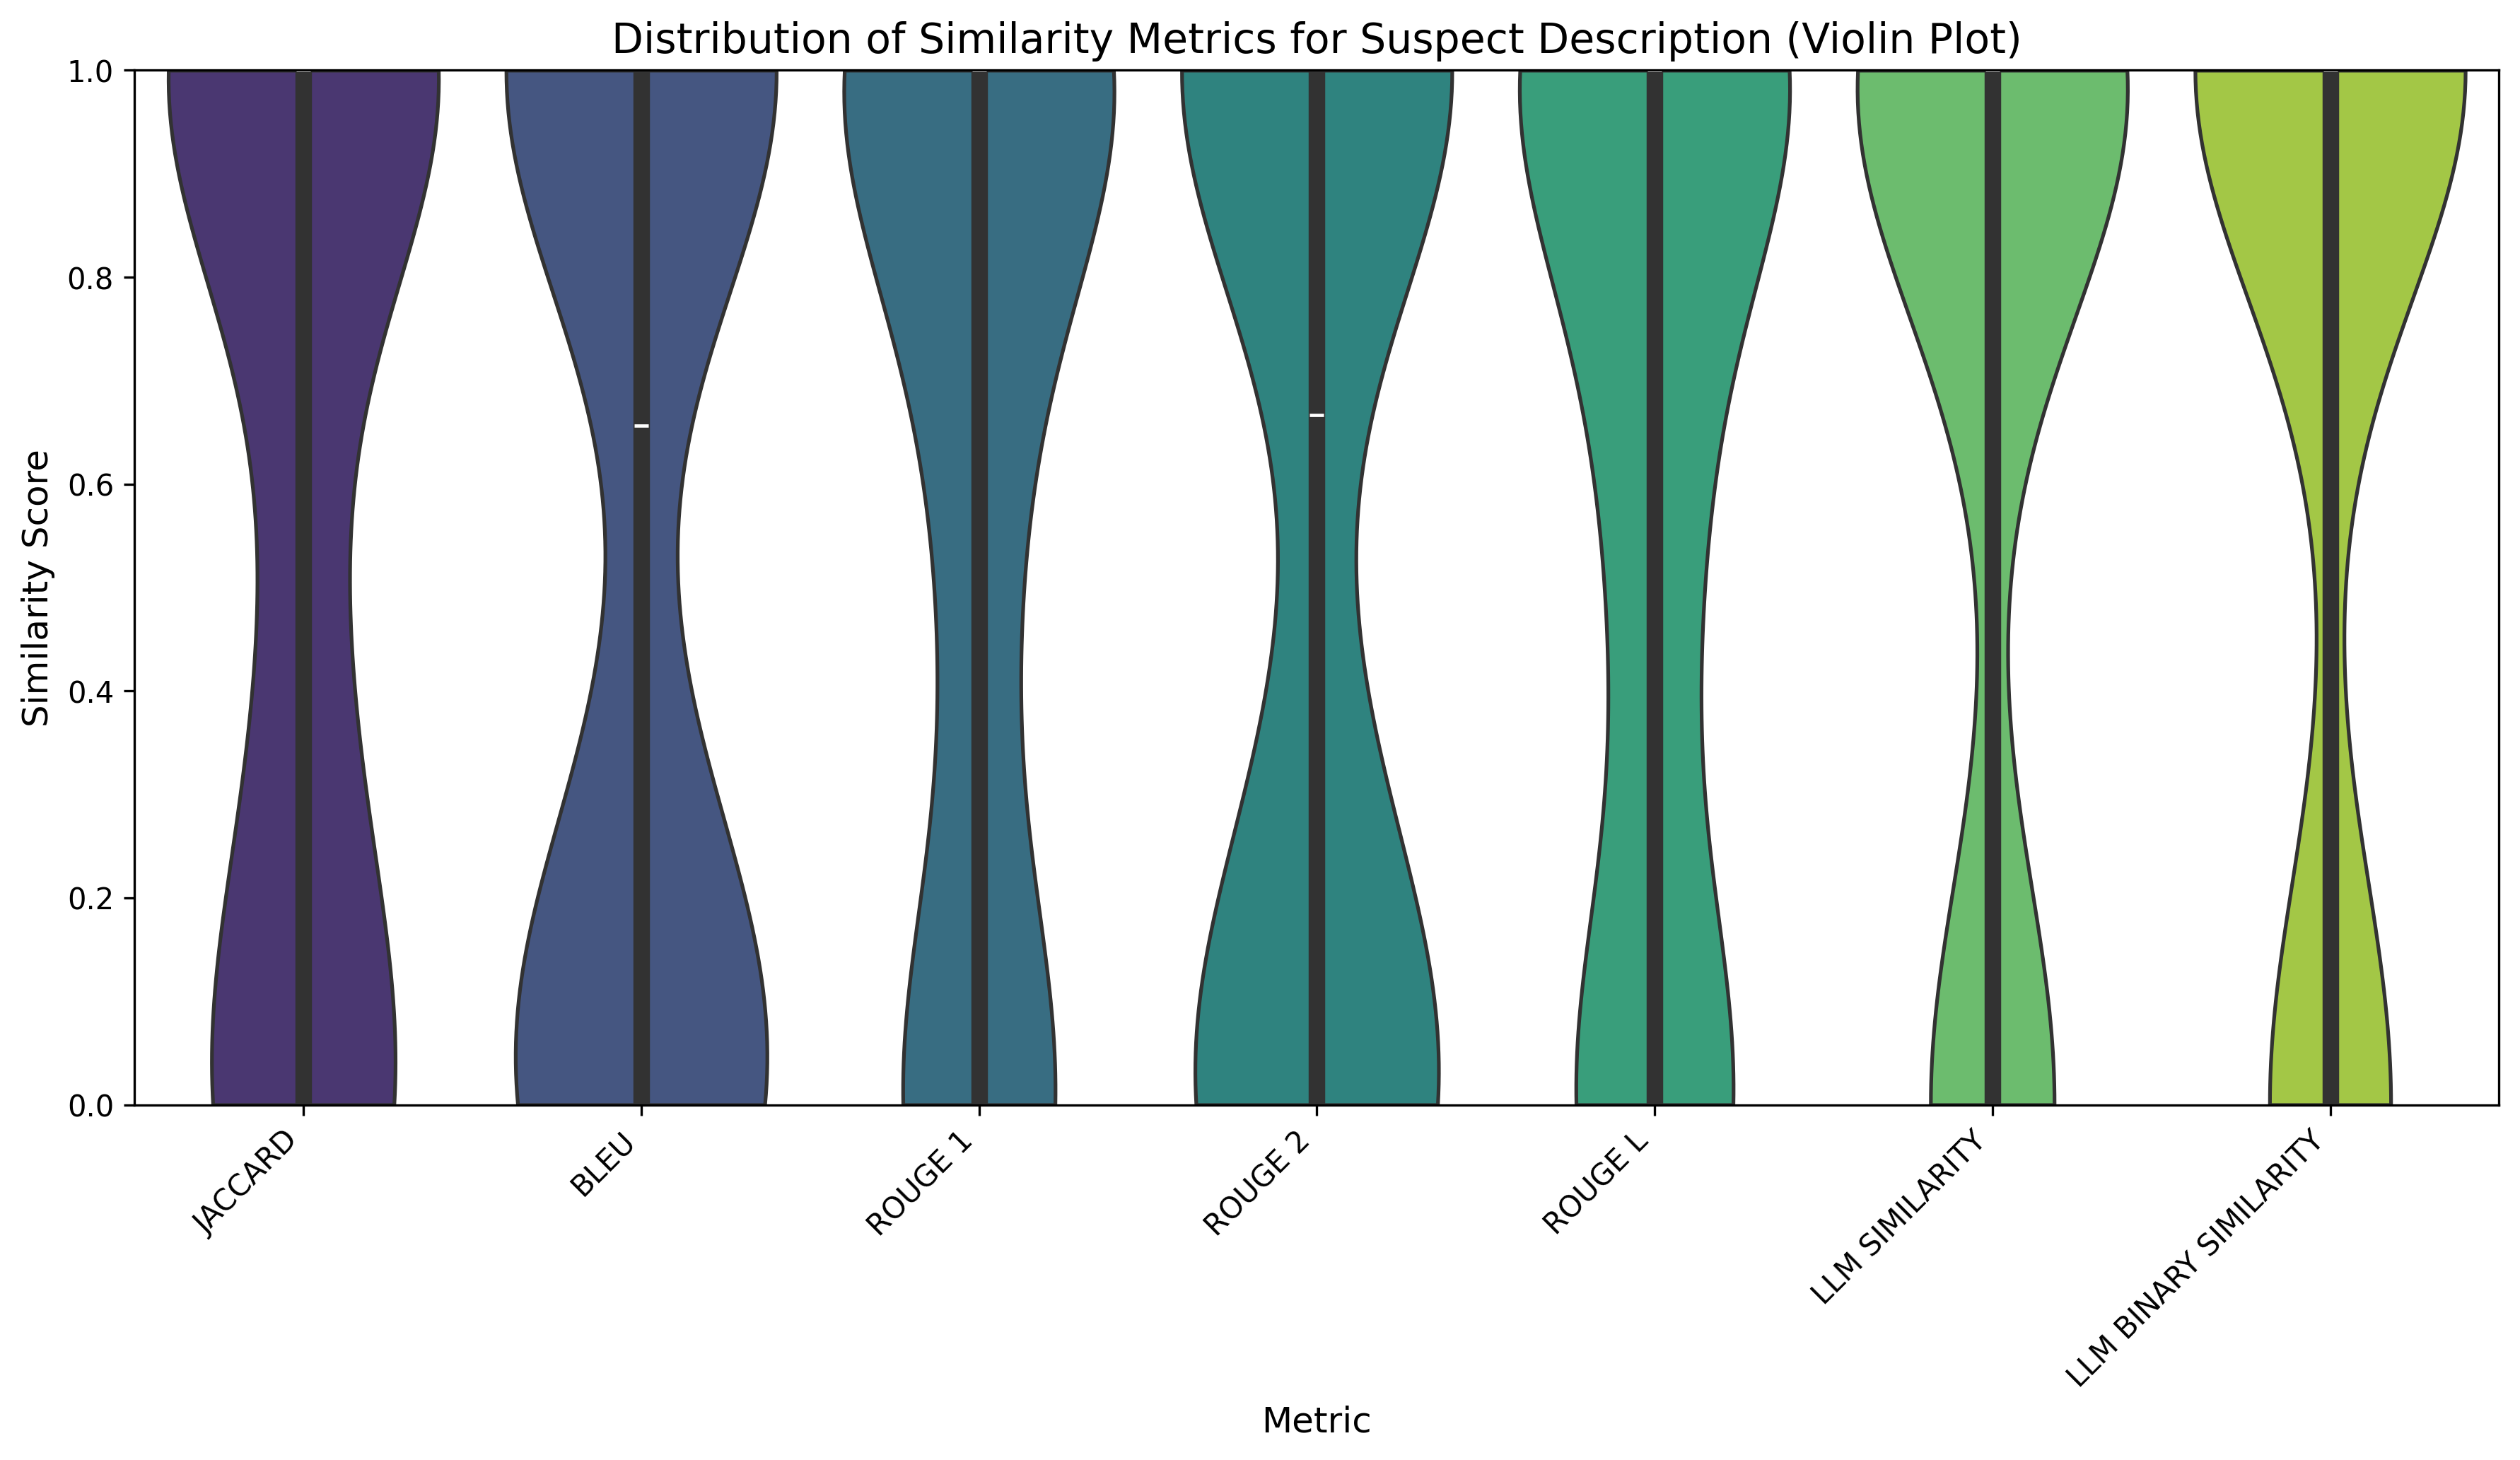 Distribution of Similarity Metrics for Suspect Description (Violin Plot)
1.0
0.8
0.6
0.4
0.2
0.0
Similarity Score
JACCARD
BLEU
ROUGE 1
ROUGE 2
ROUGE L
LLM SIMILARITY
LLM BINARY SIMILARITY
Metric